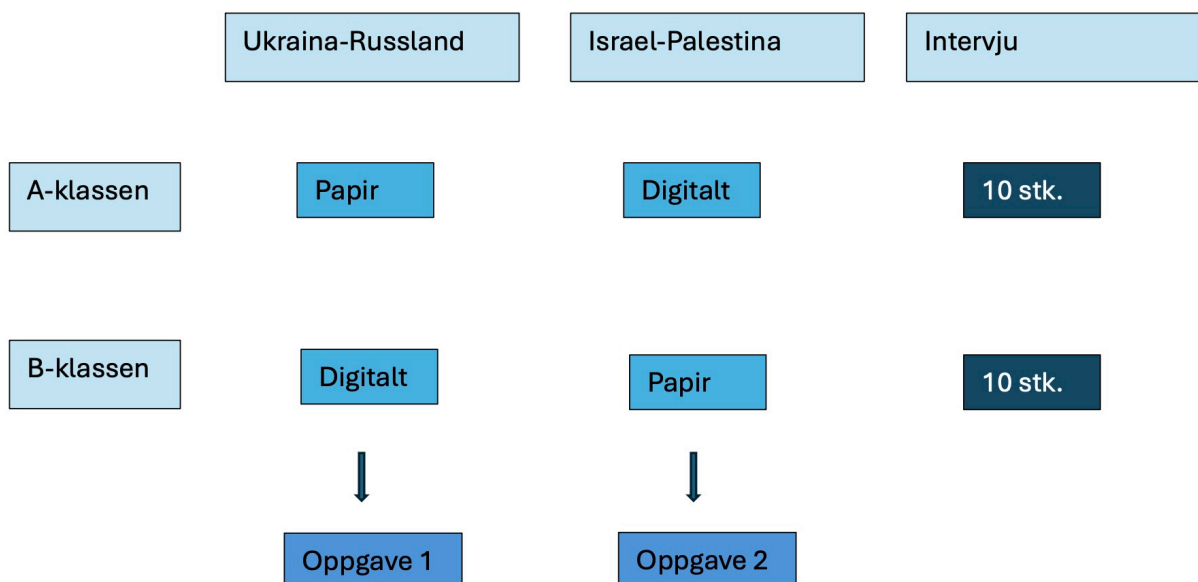 Ukraina-Russland
Israel-Palestina
Intervju
A-klassen
Papir
Digitalt
10 stk.
B-klassen
Digitalt
Papir
10 stk.
Oppgave 1
Oppgave 2